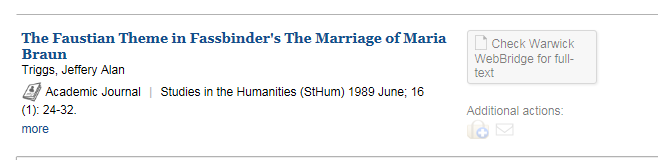 The Faustian Theme in Fassbinder's The Marriage of Maria
Braun
Triggs, Jeffery Alan
Academic Journal | Studies in the Humanities (StHum) 1989 June; 16
(1): 24-32.
more
Check Warwick
WebBridge for full-
text
Additional actions: